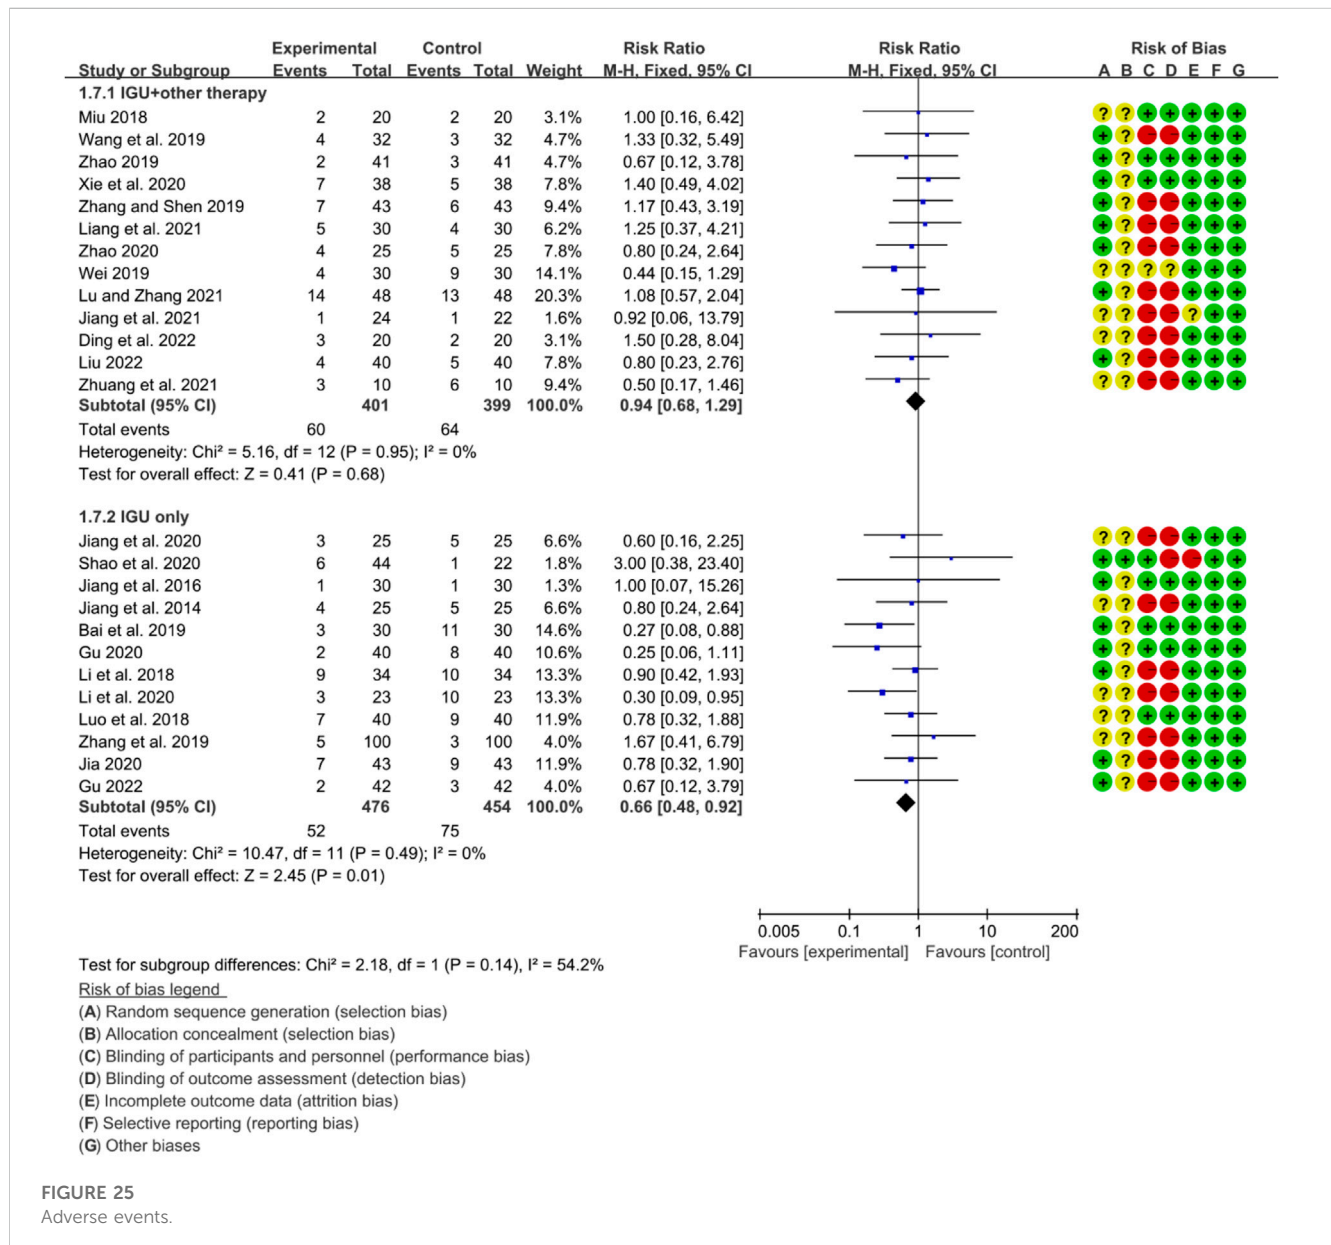 Experimental Control Risk Ratio Risk Ratio Risk of Bias
Study or Subgroup Events Total Events Total Weight M-H, Fixed, 95% CI M-H, Fixed, 95% CI A B C D E F G
1.7.1 IGU+other therapy
Miu 2018 2 20 2 20 3.1% 1.00 [0.16, 6.42] ? ? + + + + +
Wang et al. 2019 4 32 3 32 4.7% 1.33 [0.32, 5.49] + ? - - + + +
Zhao 2019 2 41 3 41 4.7% 0.67 [0.12, 3.78] + ? + + + + +
Xie et al. 2020 7 38 5 38 7.8% 1.40 [0.49, 4.02] + ? + + + + +
Zhang and Shen 2019 7 43 6 43 9.4% 1.17 [0.43, 3.19] + ? - - + + +
Liang et al. 2021 5 30 4 30 6.2% 1.25 [0.37, 4.21] + ? - - + + +
Zhao 2020 4 25 5 25 7.8% 0.80 [0.24, 2.64] + ? - - + + +
Wei 2019 4 30 9 30 14.1% 0.44 [0.15, 1.29] ? ? ? ? + + +
Lu and Zhang 2021 14 48 13 48 20.3% 1.08 [0.57, 2.04] + ? - - + + +
Jiang et al. 2021 1 24 1 22 1.6% 0.92 [0.06, 13.79] ? ? - - ? + +
Ding et al. 2022 3 20 2 20 3.1% 1.50 [0.28, 8.04] ? ? - - + + +
Liu 2022 4 40 5 40 7.8% 0.80 [0.23, 2.76] + ? - - + + +
Zhuang et al. 2021 3 10 6 10 9.4% 0.50 [0.17, 1.46] ? ? - - + + +
Subtotal (95% CI) 401 399 100.0% 0.94 [0.68, 1.29]
Total events 60 64
Heterogeneity: Chi² = 5.16, df = 12 (P = 0.95); I² = 0%
Test for overall effect: Z = 0.41 (P = 0.68)
1.7.2 IGU only
Jiang et al. 2020 3 25 5 25 6.6% 0.60 [0.16, 2.25] ? ? - - + + +
Shao et al. 2020 6 44 1 22 1.8% 3.00 [0.38, 23.40] + + + - - + +
Jiang et al. 2016 1 30 1 30 1.3% 1.00 [0.07, 15.26] + ? + + + + +
Jiang et al. 2014 4 25 5 25 6.6% 0.80 [0.24, 2.64] ? ? - - + + +
Bai et al. 2019 3 30 11 30 14.6% 0.27 [0.08, 0.88] + ? + + + + +
Gu 2020 2 40 8 40 10.6% 0.25 [0.06, 1.11] + ? + + + + +
Li et al. 2018 9 34 10 34 13.3% 0.90 [0.42, 1.93] + ? - - + + +
Li et al. 2020 3 23 10 23 13.3% 0.30 [0.09, 0.95] ? ? - - + + +
Luo et al. 2018 7 40 9 40 11.9% 0.78 [0.32, 1.88] ? ? + + + + +
Zhang et al. 2019 5 100 3 100 4.0% 1.67 [0.41, 6.79] ? ? - - + + +
Jia 2020 7 43 9 43 11.9% 0.78 [0.32, 1.90] + ? - - + + +
Gu 2022 2 42 3 42 4.0% 0.67 [0.12, 3.79] + ? - - + + +
Subtotal (95% CI) 476 454 100.0% 0.66 [0.48, 0.92]
Total events 52 75
Heterogeneity: Chi² = 10.47, df = 11 (P = 0.49); I² = 0%
Test for overall effect: Z = 2.45 (P = 0.01)
0.005 0.1 1 10 200
Favours [experimental] Favours [control]
Test for subgroup differences: Chi² = 2.18, df = 1 (P = 0.14), I² = 54.2%
Risk of bias legend
(A) Random sequence generation (selection bias)
(B) Allocation concealment (selection bias)
(C) Blinding of participants and personnel (performance bias)
(D) Blinding of outcome assessment (detection bias)
(E) Incomplete outcome data (attrition bias)
(F) Selective reporting (reporting bias)
(G) Other biases
FIGURE 25
Adverse events.